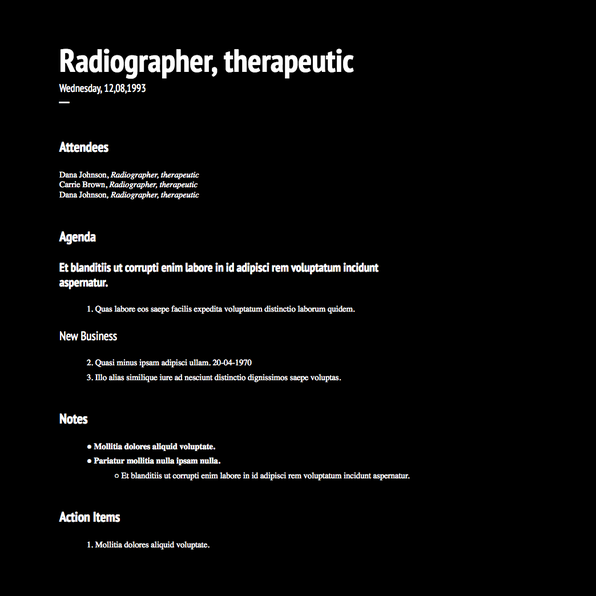 Radiographer, therapeutic
Wednesday, 12,08,1993
Attendees
Dana Johnson, Radiographer, therapeutic
Carrie Brown, Radiographer, therapeutic
Dana Johnson, Radiographer, therapeutic
Agenda
Et blanditiis ut corrupti enim labore in id adipisci rem voluptatum incidunt
aspernatur.
1. Quas labore eos saepe facilis expedita voluptatum distinctio laborum quidem.
New Business
2. Quasi minus ipsam adipisci ullam. 20-04-1970
3. Illo alias similique iure ad nesciunt distinctio dignissimos saepe voluptas.
Notes
● Mollitia dolores aliquid voluptate.
● Pariatur mollitia nulla ipsam nulla.
○ Et blanditiis ut corrupti enim labore in id adipisci rem voluptatum incidunt aspernatur.
Action Items
1. Mollitia dolores aliquid voluptate.